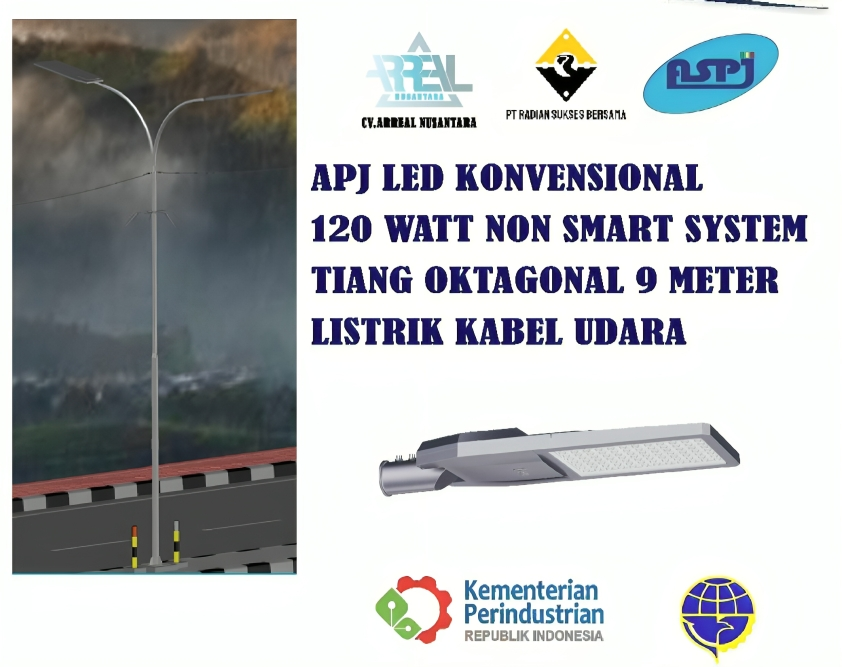 ARREAL
NUSANTARA
CV.ARREAL NUSANTARA
PT RADIAN SUKSES BERSAMA
ASPJ
APJ LED KONVENSIONAL
120 WATT NON SMART SYSTEM
TIANG OKTAGONAL 9 METER
LISTRIK KABEL UDARA
Kementerian
Perindustrian
REPUBLIK INDONESIA